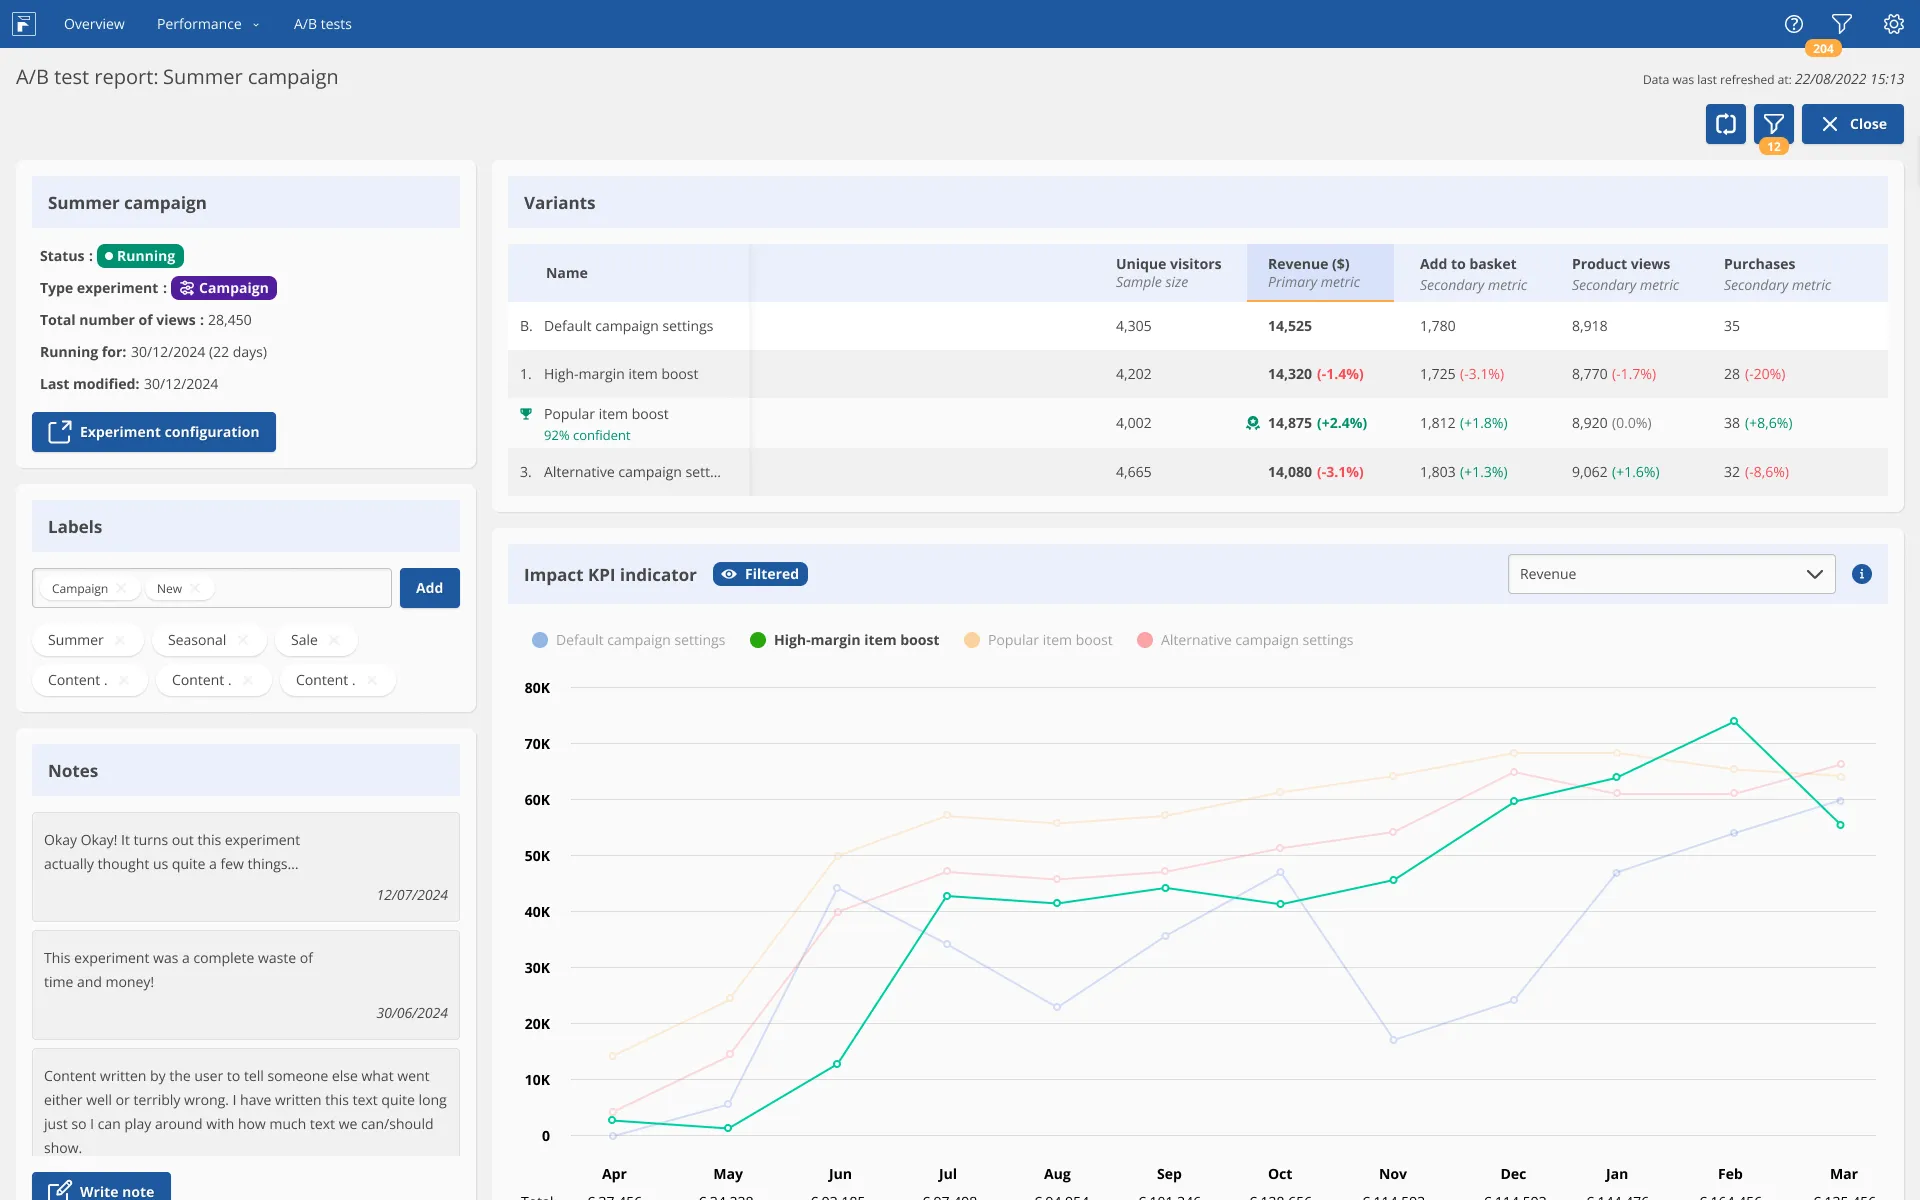 Overview Performance A/B tests
204
A/B test report: Summer campaign
Data was last refreshed at: 22/08/2022 15:13
12
Close
Summer campaign
Status : Running
Type experiment : Campaign
Total number of views : 28,450
Running for: 30/12/2024 (22 days)
Last modified: 30/12/2024
Experiment configuration
Labels
Campaign New Add
Summer Seasonal Sale
Content . Content . Content .
Notes
Okay Okay! It turns out this experiment
actually thought us quite a few things...
12/07/2024
This experiment was a complete waste of
time and money!
30/06/2024
Content written by the user to tell someone else what went
either well or terribly wrong. I have written this text quite long
just so I can play around with how much text we can/should
show.
Write note
Variants
Name Unique visitors Revenue ($) Add to basket Product views Purchases
Sample size Primary metric Secondary metric Secondary metric Secondary metric
B. Default campaign settings 4,305 14,525 1,780 8,918 35
1. High-margin item boost 4,202 14,320 (-1.4%) 1,725 (-3.1%) 8,770 (-1.7%) 28 (-20%)
Popular item boost 4,002 14,875 (+2.4%) 1,812 (+1.8%) 8,920 (0.0%) 38 (+8,6%)
92% confident
3. Alternative campaign sett... 4,665 14,080 (-3.1%) 1,803 (+1.3%) 9,062 (+1.6%) 32 (-8,6%)
Impact KPI indicator Filtered Revenue
Default campaign settings High-margin item boost Popular item boost Alternative campaign settings
80K
70K
60K
50K
40K
30K
20K
10K
0
Apr May Jun Jul Aug Sep Oct Nov Dec Jan Feb Mar